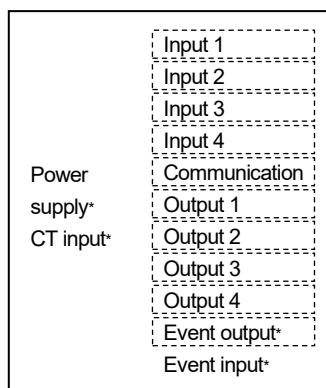 Input 1
Input 2
Input 3
Input 4
Power
supply*
CT input*
Communication
Output 1
Output 2
Output 3
Output 4
Event output*
Event input*